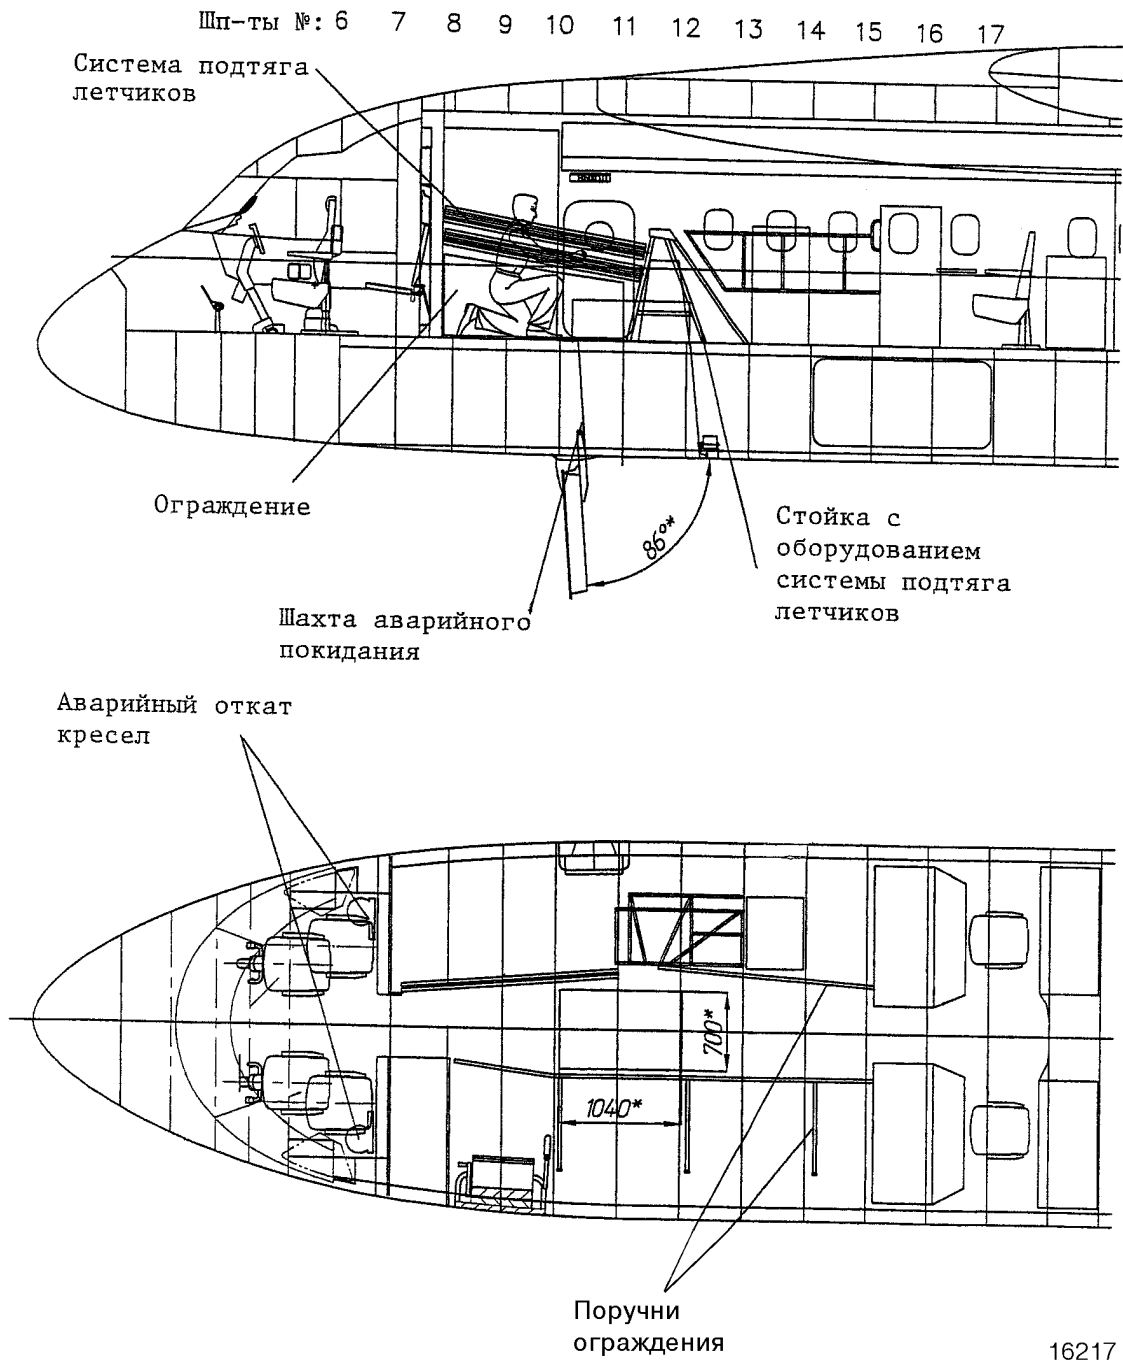 Шп-ты №: 6 7 8 9 10 11 12 13 14 15 16 17
Система подтяга
летчиков
ВЫХОД
Ограждение
86°*
Стойка с
оборудованием
системы подтяга
летчиков
Шахта аварийного
покидания
Аварийный откат
кресел
700*
1040*
Поручни
ограждения
16217